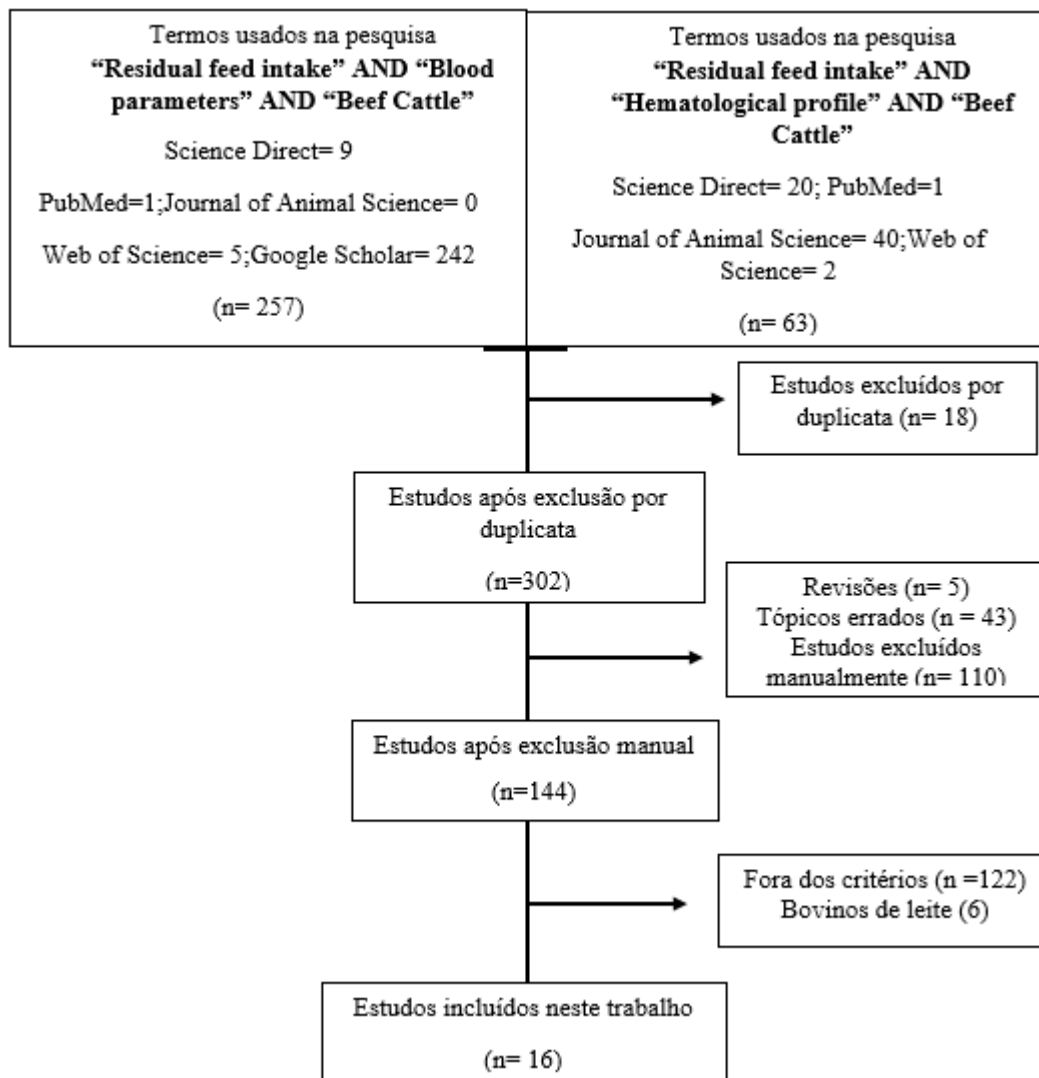 Termos usados na pesquisa
“Residual feed intake” AND “Blood
parameters” AND “Beef Cattle”
Science Direct= 9
PubMed=1;Journal of Animal Science= 0
Web of Science= 5;Google Scholar= 242
(n= 257)
Termos usados na pesquisa
“Residual feed intake” AND
“Hematological profile” AND “Beef
Cattle”
Science Direct= 20; PubMed=1
Journal of Animal Science= 40;Web of
Science= 2
(n= 63)
Estudos excluídos por
duplicata (n= 18)
Estudos após exclusão por
duplicata
(n=302)
Revisões (n= 5)
Tópicos errados (n = 43)
Estudos excluídos
manualmente (n= 110)
Estudos após exclusão manual
(n=144)
Fora dos critérios (n =122)
Bovinos de leite (6)
Estudos incluídos neste trabalho
(n= 16)